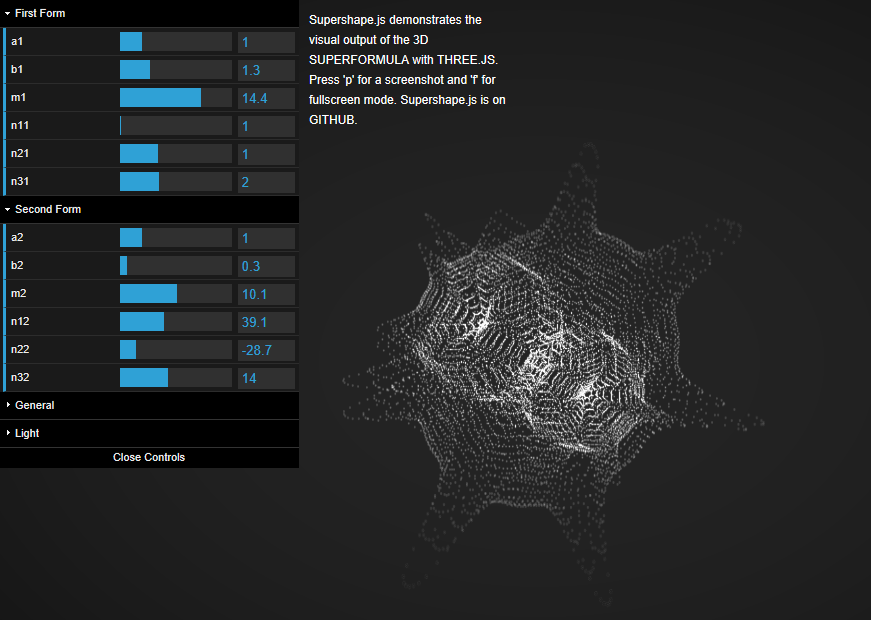 First Form
a1 1
b1 1.3
m1 14.4
n11 1
n21 1
n31 2
Second Form
a2 1
b2 0.3
m2 10.1
n12 39.1
n22 -28.7
n32 14
General
Light
Close Controls
Supershape.js demonstrates the
visual output of the 3D
SUPERFORMULA with THREE.JS.
Press 'p' for a screenshot and 'f' for
fullscreen mode. Supershape.js is on
GITHUB.